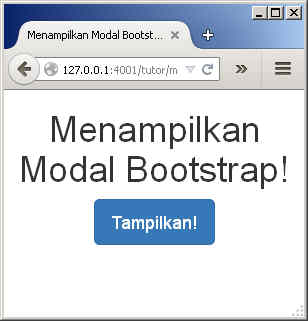 Menampilkan Modal Bootst...
127.0.0.1:4001/tutor/m
Menampilkan
Modal Bootstrap!
Tampilkan!